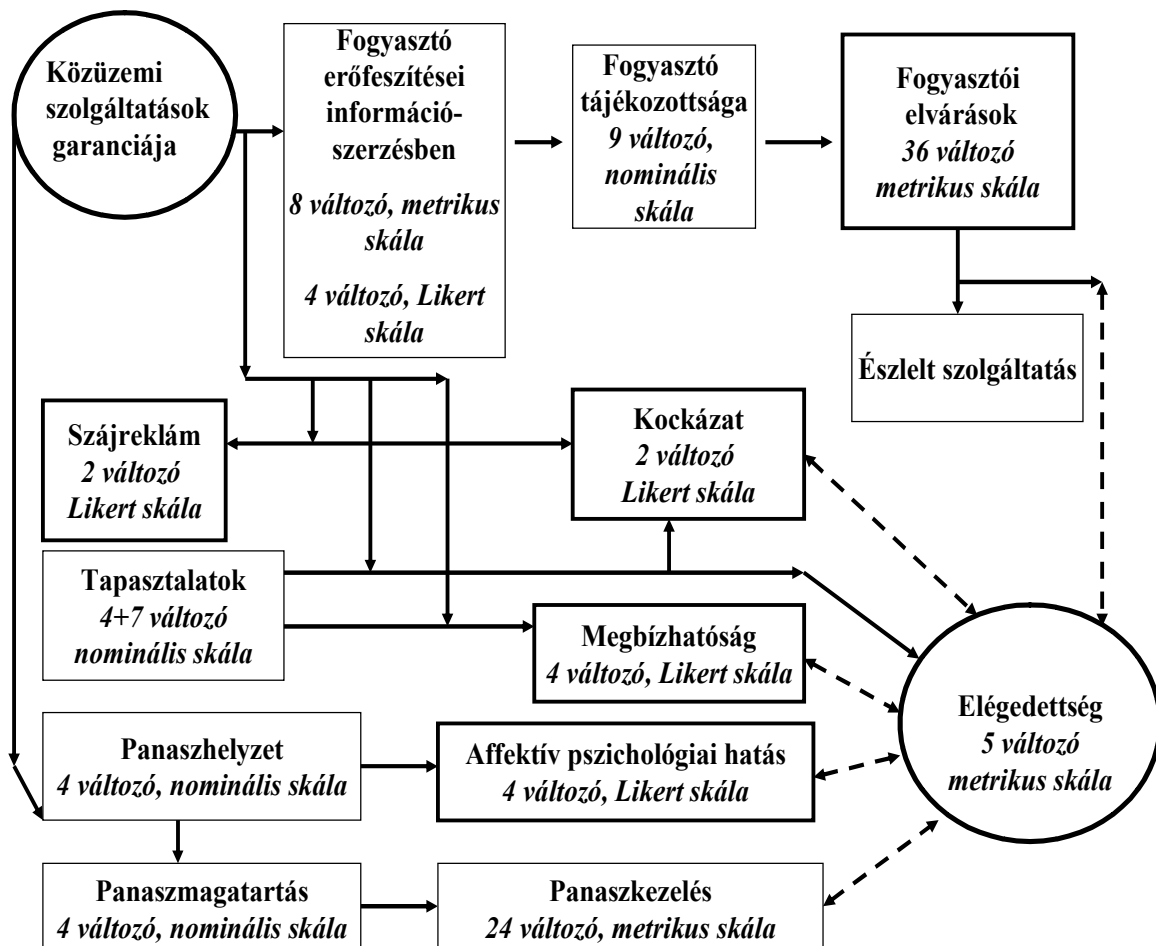 Közüzemi
szolgáltatások
garanciája
Fogyasztó
erőfeszítései
információ-
szerzésben
8 változó, metrikus
skála
4 változó, Likert
skála
Fogyasztó
tájékozottsága
9 változó,
nominális
skála
Fogyasztói
elvárások
36 változó
metrikus skála
Észlelt szolgáltatás
Szájreklám
2 változó
Likert skála
Kockázat
2 változó
Likert skála
Tapasztalatok
4+7 változó
nominális skála
Megbízhatóság
4 változó, Likert skála
Elégedettség
5 változó
metrikus skála
Panaszhelyzet
4 változó, nominális skála
Affektív pszichológiai hatás
4 változó, Likert skála
Panaszmagatartás
4 változó, nominális skála
Panaszkezelés
24 változó, metrikus skála